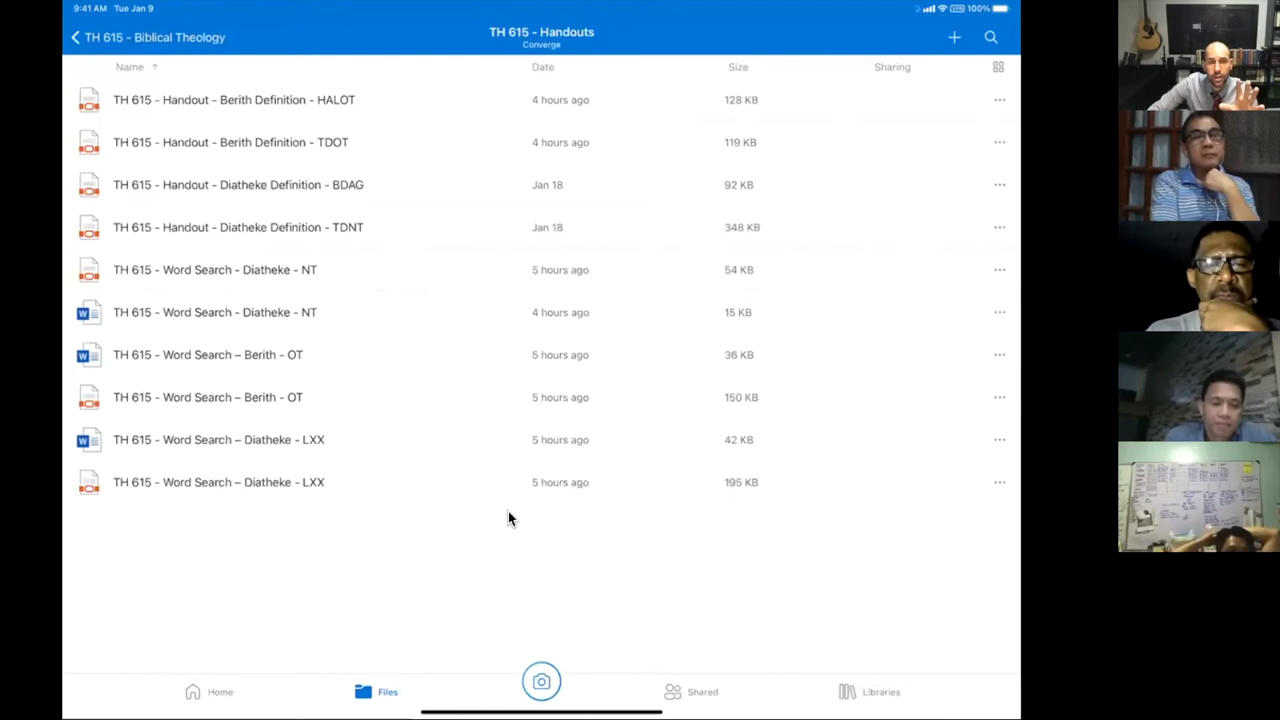 9:41 AM Tue Jan 9 VPN 100%
TH 615 - Biblical Theology
TH 615 - Handouts
Converge
Name Date Size Sharing
TH 615 - Handout - Berith Definition - HALOT 4 hours ago 128 KB
TH 615 - Handout - Berith Definition - TDOT 4 hours ago 119 KB
TH 615 - Handout - Diatheke Definition - BDAG Jan 18 92 KB
TH 615 - Handout - Diatheke Definition - TDNT Jan 18 348 KB
TH 615 - Word Search - Diatheke - NT 5 hours ago 54 KB
W TH 615 - Word Search - Diatheke - NT 4 hours ago 15 KB
W TH 615 - Word Search – Berith - OT 5 hours ago 36 KB
TH 615 - Word Search – Berith - OT 5 hours ago 150 KB
W TH 615 - Word Search – Diatheke - LXX 5 hours ago 42 KB
TH 615 - Word Search – Diatheke - LXX 5 hours ago 195 KB
Home Files Shared Libraries